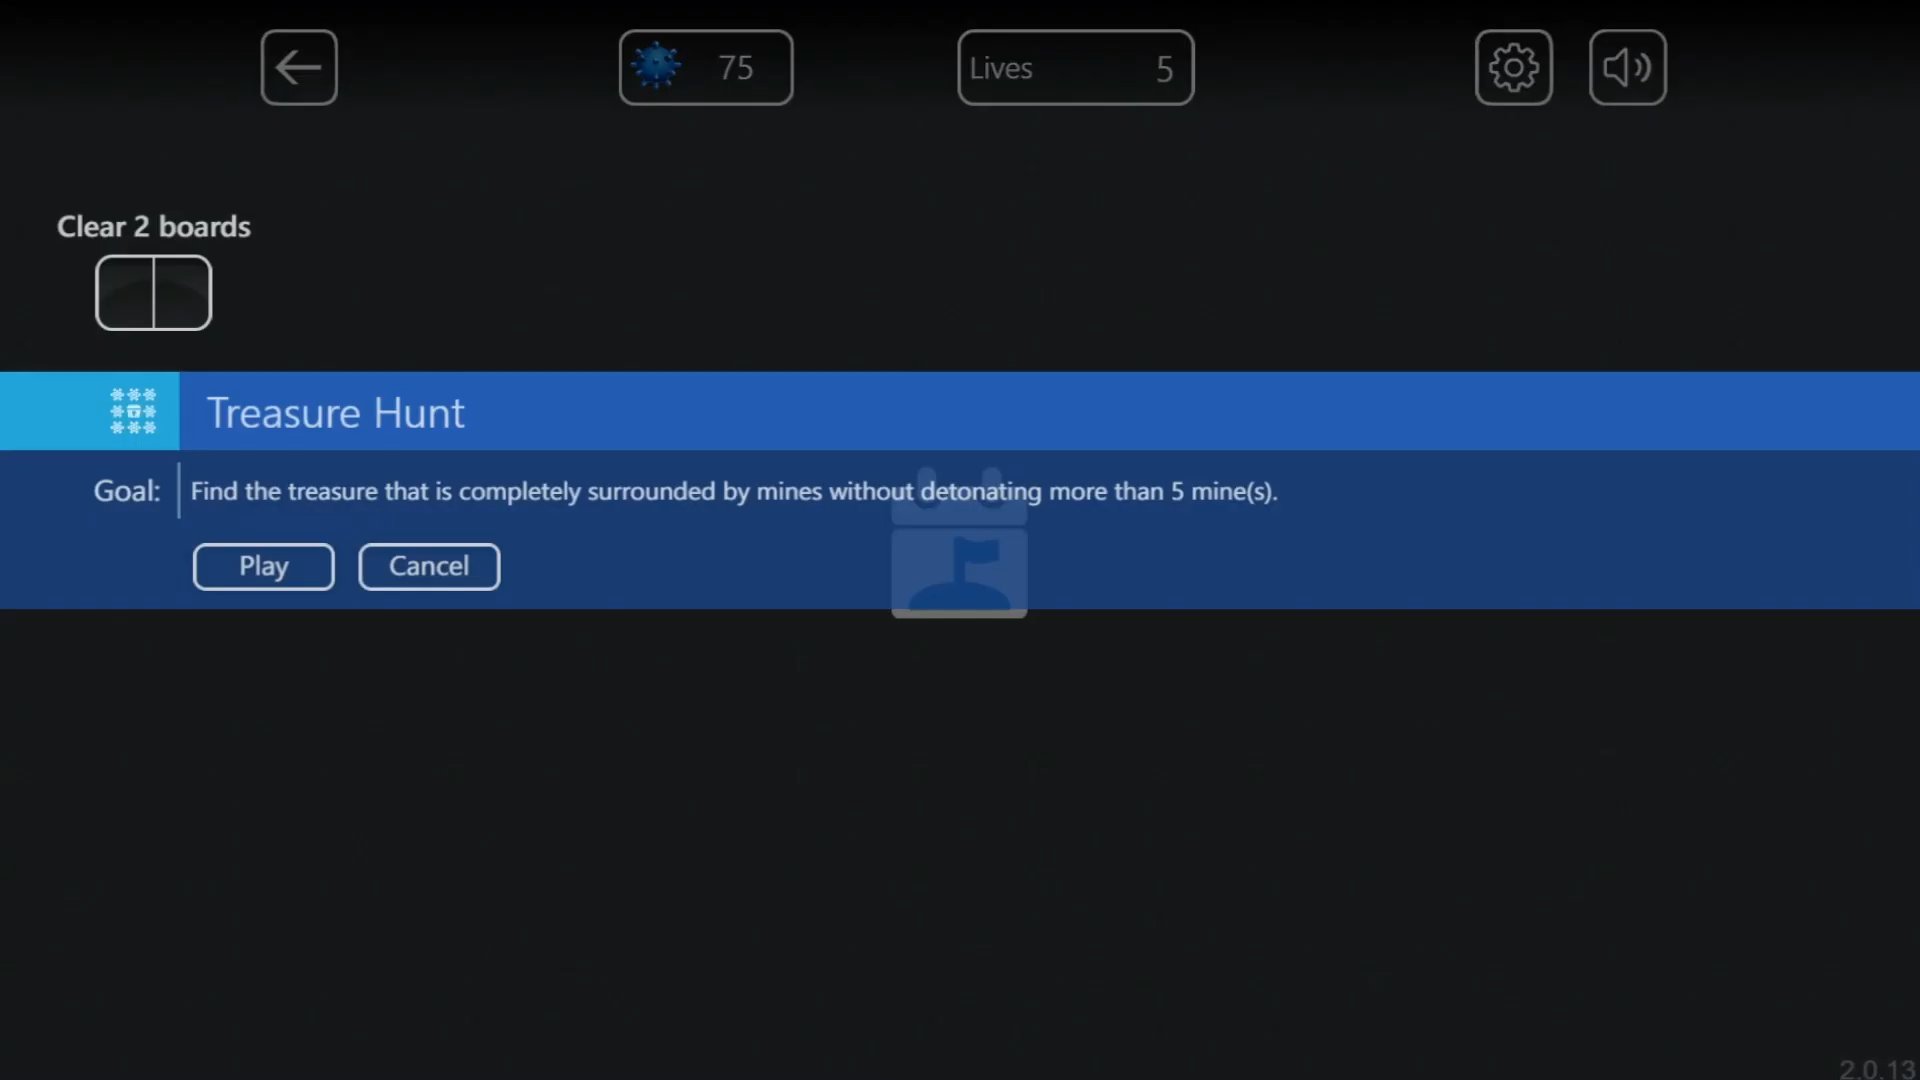 75
Lives 5
Clear 2 boards
Treasure Hunt
Goal: Find the treasure that is completely surrounded by mines without detonating more than 5 mine(s).
Play Cancel
2.0.13